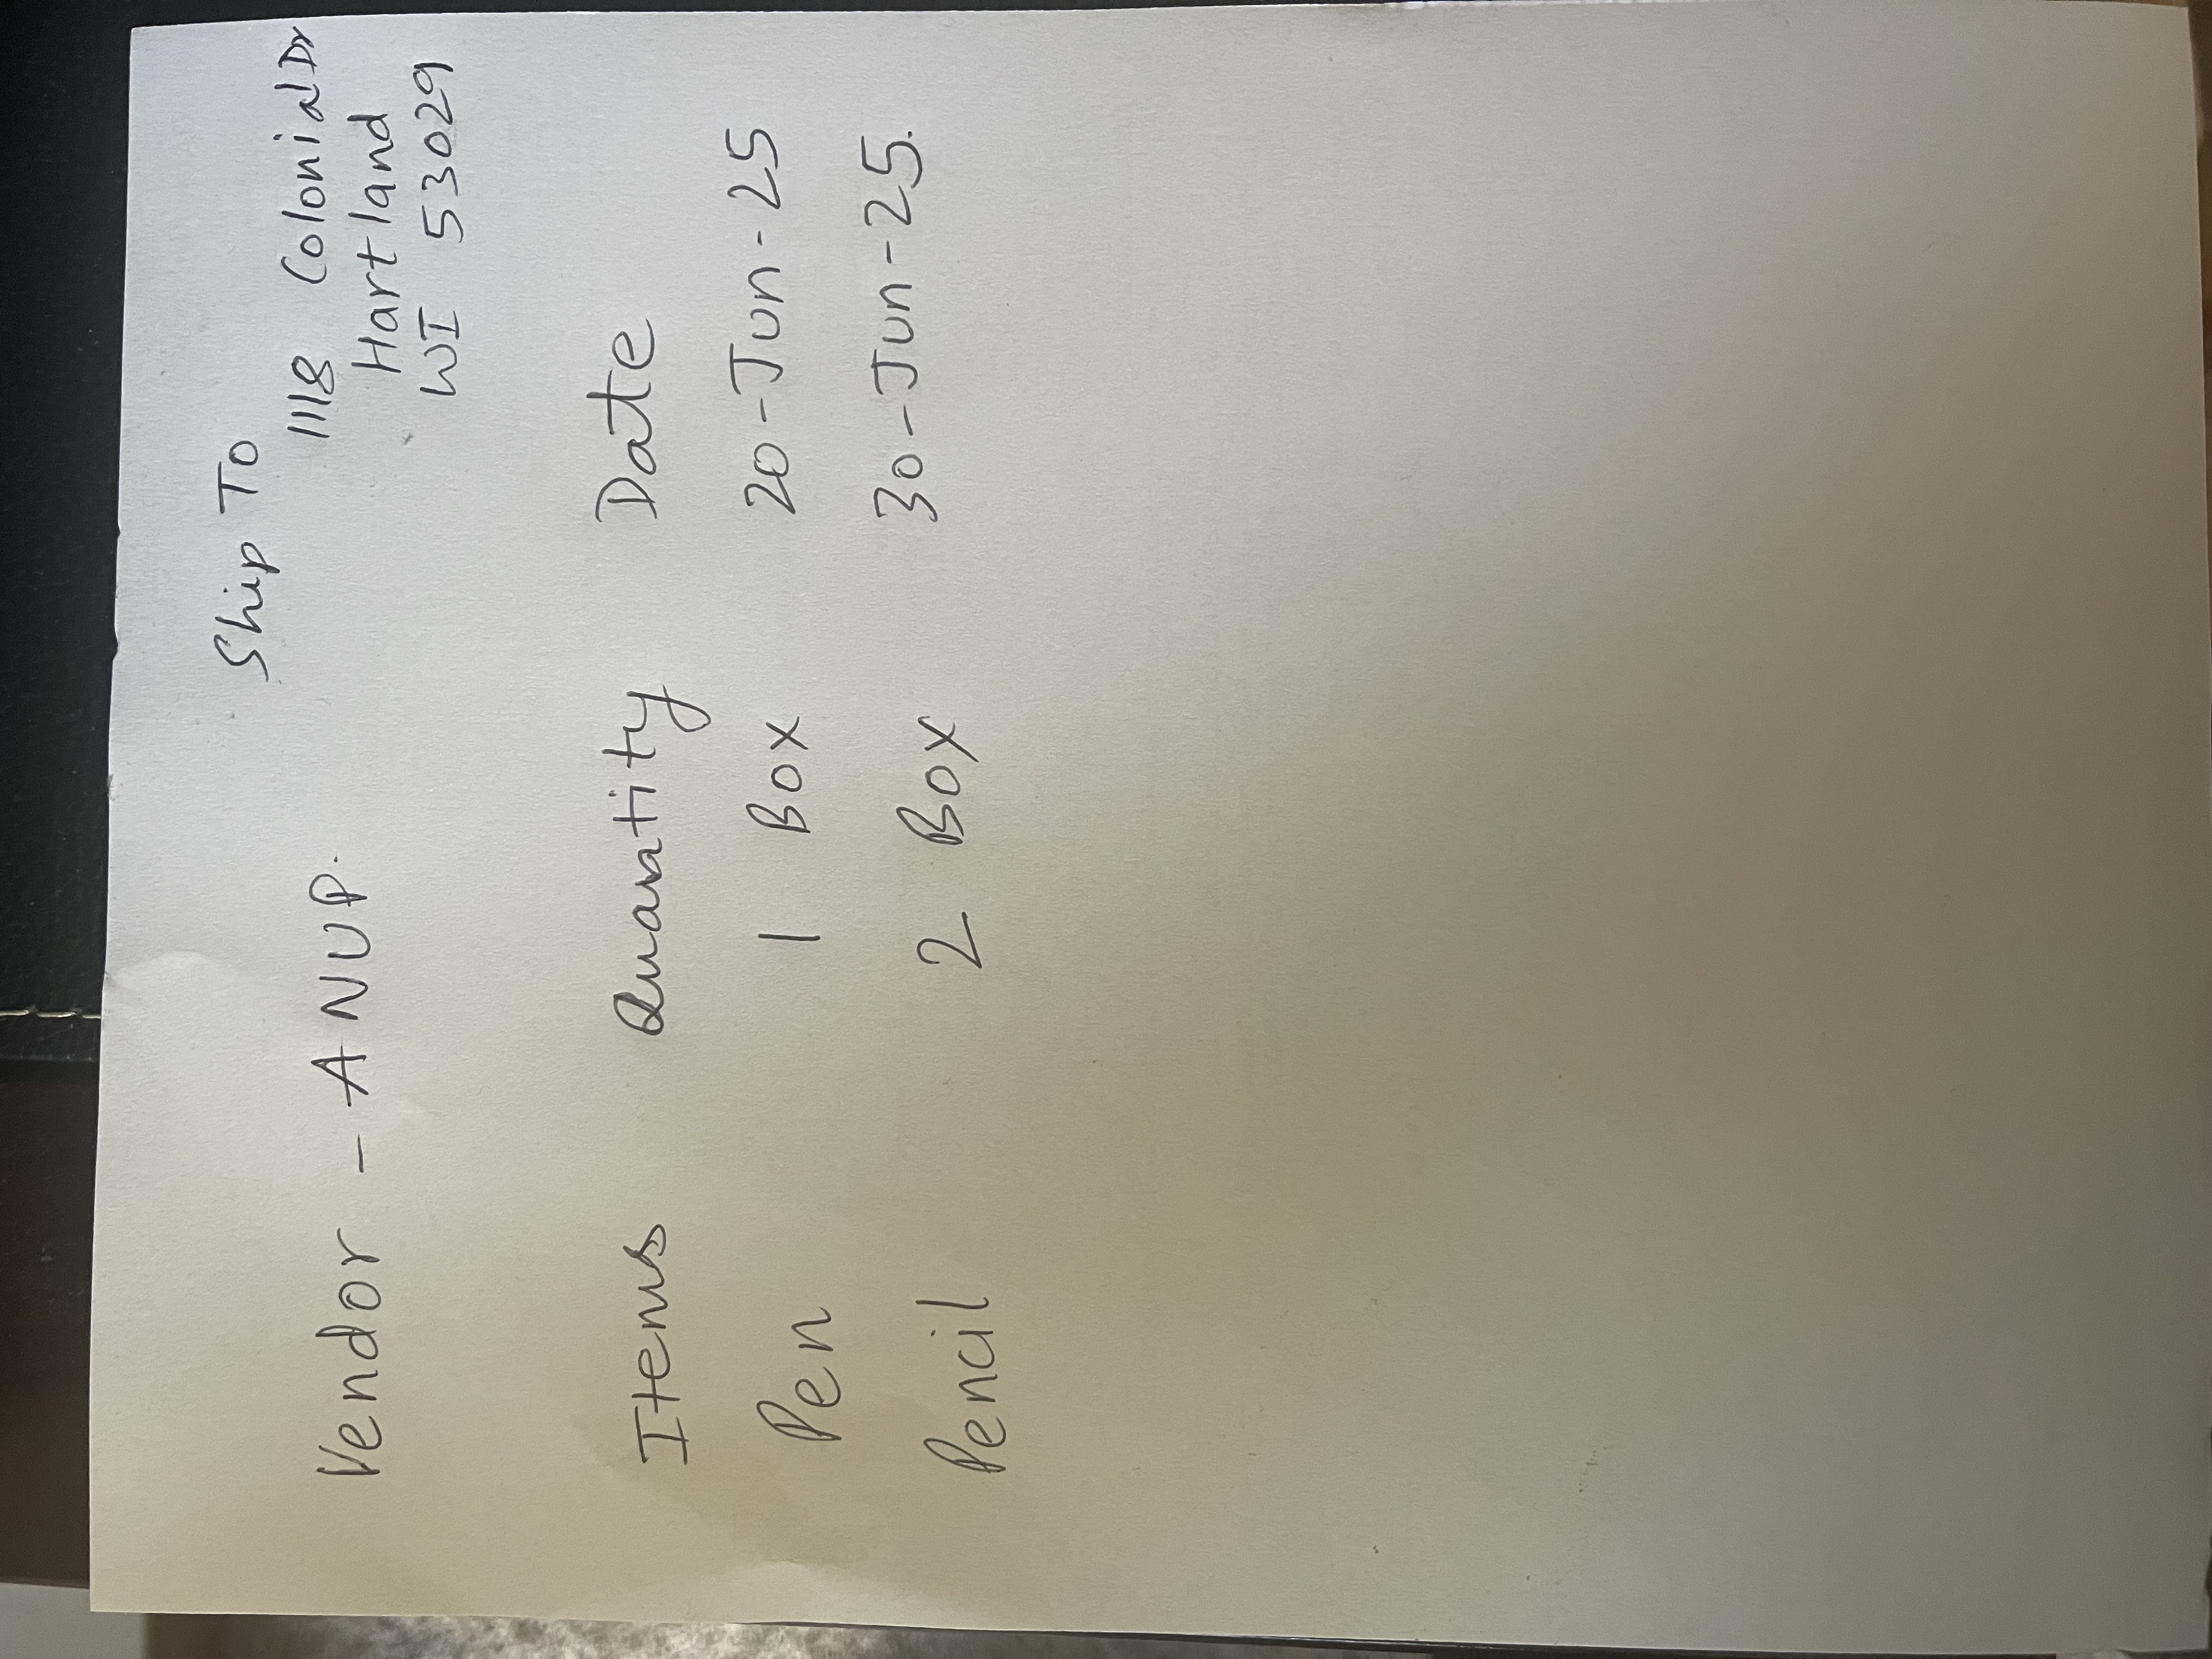 Ship To
1118 Colonial Dr
Vendor - ANUP.
Hartland
WI 53029
Items Quantity Date
Pen 1 Box 20-Jun-25
Pencil 2 Box 30-Jun-25.